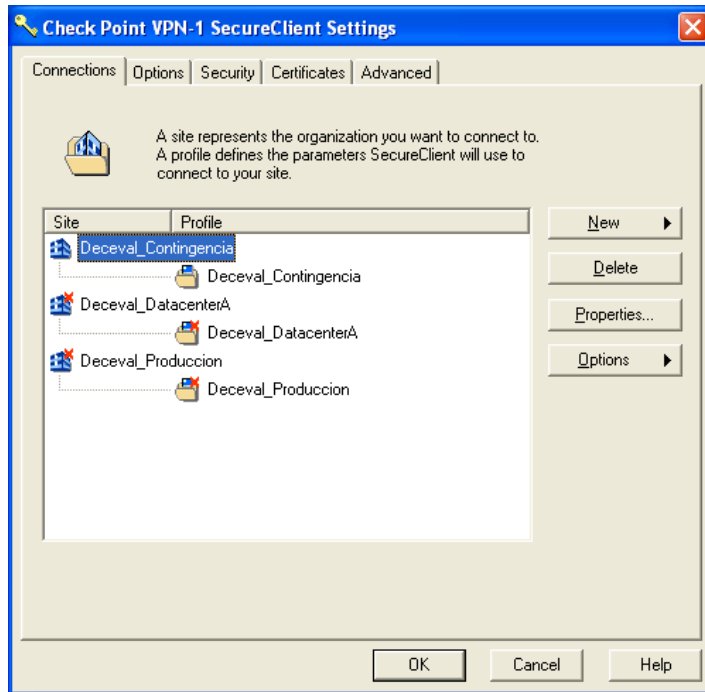 Check Point VPN-1 SecureClient Settings
Connections Options Security Certificates Advanced
A site represents the organization you want to connect to.
A profile defines the parameters SecureClient will use to
connect to your site.
Site Profile
Deceval_Contingencia
Deceval_Contingencia
Deceval_DatacenterA
Deceval_DatacenterA
Deceval_Produccion
Deceval_Produccion
New
Delete
Properties...
Options
OK Cancel Help